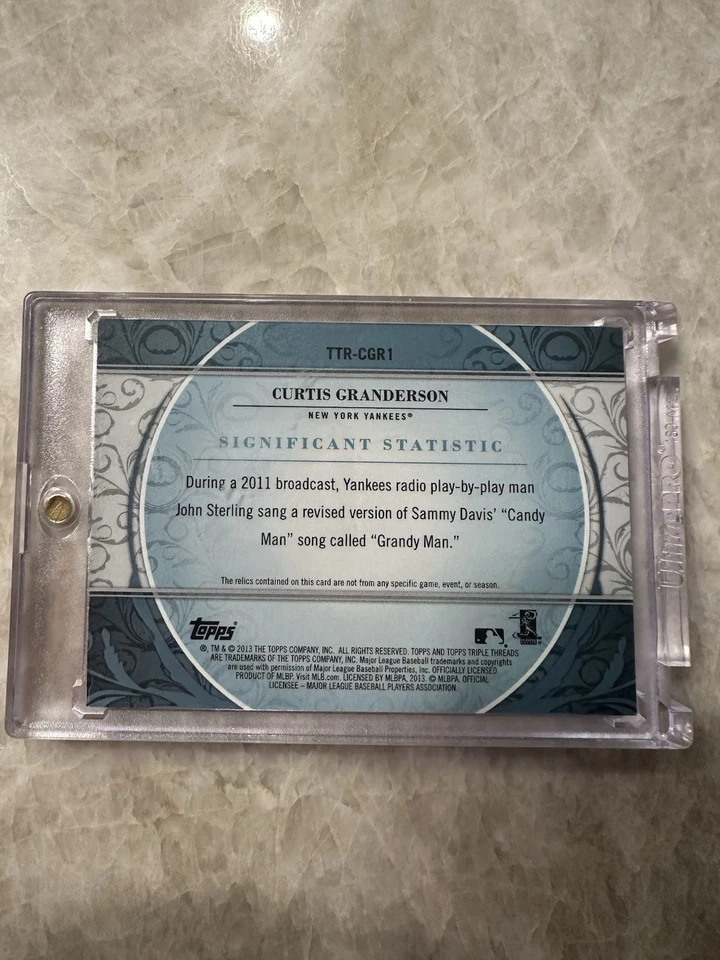 TTR-CGR1
CURTIS GRANDERSON
NEW YORK YANKEES®
SIGNIFICANT STATISTIC
During a 2011 broadcast, Yankees radio play-by-play man
John Sterling sang a revised version of Sammy Davis’ “Candy
Man” song called “Grandy Man.”
The relics contained on this card are not from any specific game, event, or season.
topps®
®, TM & © 2013 THE TOPPS COMPANY, INC. ALL RIGHTS RESERVED. TOPPS AND TOPPS TRIPLE THREADS
ARE TRADEMARKS OF THE TOPPS COMPANY, INC. Major League Baseball trademarks and copyrights
are used with permission of Major League Baseball Properties, Inc. OFFICIALLY LICENSED
PRODUCT OF MLBP. Visit MLB.com. LICENSED BY MLBPA, 2013. © MLBPA. OFFICIAL
LICENSEE – MAJOR LEAGUE BASEBALL PLAYERS ASSOCIATION.
UltraPRO